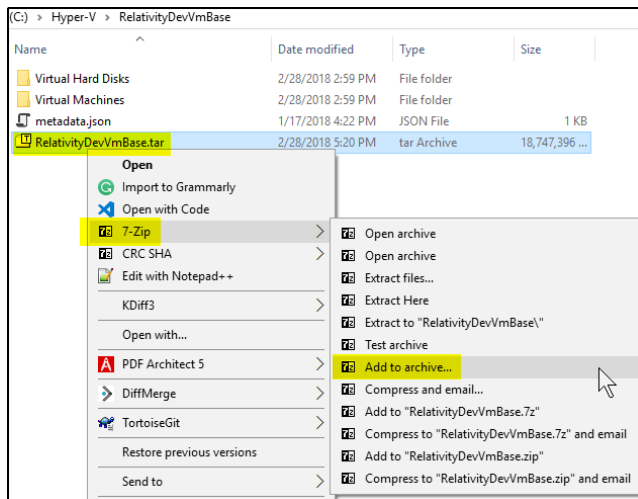 (C:) > Hyper-V > RelativityDevVmBase
Name Date modified Type Size
Virtual Hard Disks 2/28/2018 2:59 PM File folder
Virtual Machines 2/28/2018 2:59 PM File folder
metadata.json 1/17/2018 4:22 PM JSON File 1 KB
RelativityDevVmBase.tar 2/28/2018 5:20 PM tar Archive 18,747,396 ...
Open
Import to Grammarly
Open with Code
7-Zip
CRC SHA
Edit with Notepad++
KDiff3
Open with...
PDF Architect 5
DiffMerge
TortoiseGit
Restore previous versions
Send to
Open archive
Open archive
Extract files...
Extract Here
Extract to "RelativityDevVmBase\"
Test archive
Add to archive...
Compress and email...
Add to "RelativityDevVmBase.7z"
Compress to "RelativityDevVmBase.7z" and email
Add to "RelativityDevVmBase.zip"
Compress to "RelativityDevVmBase.zip" and email